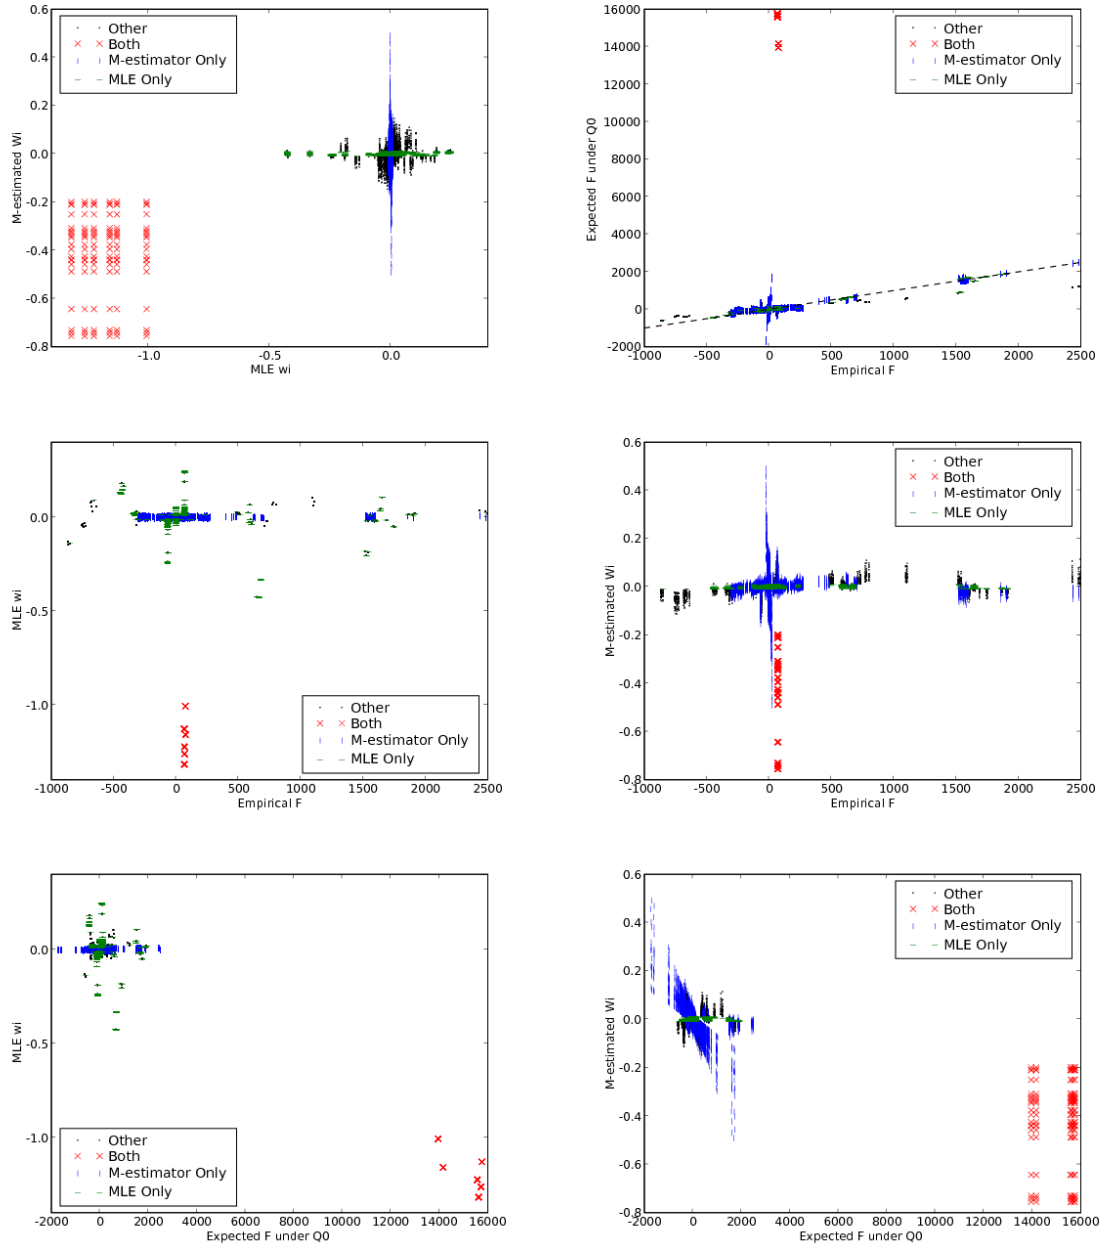 0.6
0.4
0.2
0.0
-0.2
-0.4
-0.6
-0.8
M-estimated Wi
Other
Both
M-estimator Only
MLE Only
-1.0
-0.5
0.0
MLE wi
16000
14000
12000
10000
8000
6000
4000
2000
0
-2000
Expected F under Q0
Other
Both
M-estimator Only
MLE Only
-1000
-500
0
500
1000
1500
2000
2500
Empirical F
0.0
-0.5
-1.0
MLE wi
Other
Both
M-estimator Only
MLE Only
-1000
-500
0
500
1000
1500
2000
2500
Empirical F
0.6
0.4
0.2
0.0
-0.2
-0.4
-0.6
-0.8
M-estimated Wi
Other
Both
M-estimator Only
MLE Only
-1000
-500
0
500
1000
1500
2000
2500
Empirical F
0.0
-0.5
-1.0
MLE wi
Other
Both
M-estimator Only
MLE Only
-2000
0
2000
4000
6000
8000
10000
12000
14000
16000
Expected F under Q0
0.6
0.4
0.2
0.0
-0.2
-0.4
-0.6
-0.8
M-estimated Wi
Other
Both
M-estimator Only
MLE Only
-2000
0
2000
4000
6000
8000
10000
12000
14000
16000
Expected F under Q0